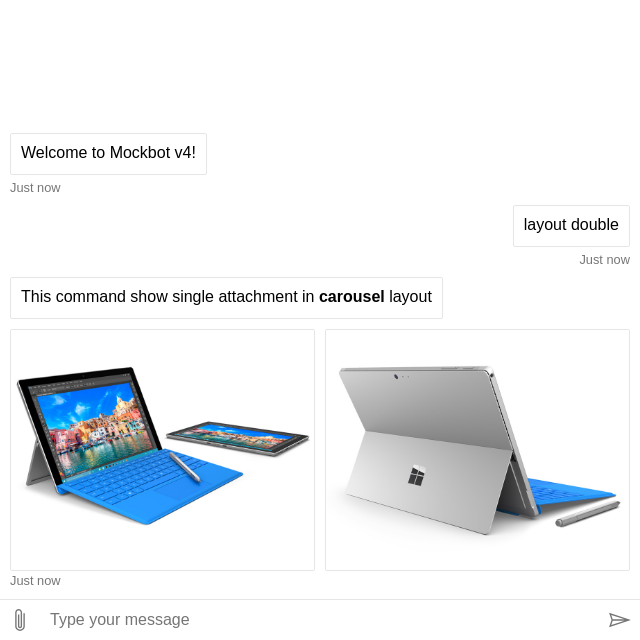 Welcome to Mockbot v4!
Just now
layout double
Just now
This command show single attachment in carousel layout
Just now
Type your message